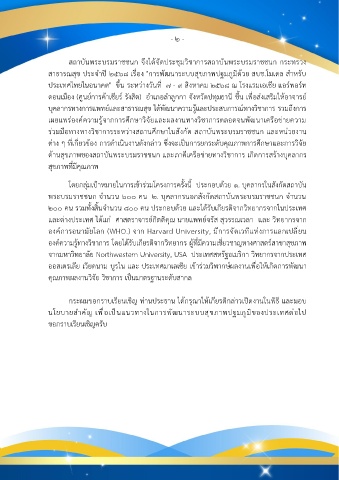 - ๒ -
สถาบันพระบรมราชชนก จึงได้จัดประชุมวิชาการสถาบันพระบรมราชชนก กระทรวง
สาธารณสุข ประจำปี ๒๕๖๘ เรื่อง "การพัฒนาระบบสุขภาพปฐมภูมิด้วย สบช.โมเดล สำหรับ
ประเทศไทยในอนาคต" ขึ้น ระหว่างวันที่ ๗ - ๙ สิงหาคม ๒๕๖๘ ณ โรงแรมเอเชีย แอร์พอร์ท
ดอนเมือง (ศูนย์การค้าเซียร์ รังสิต) อำเภอลำลูกกา จังหวัดปทุมธานี ขึ้น เพื่อส่งเสริมให้อาจารย์
บุคลากรทางการแพทย์และสาธารณสุข ได้พัฒนาความรู้และประสบการณ์ทางวิชาการ รวมถึงการ
เผยแพร่องค์ความรู้จากการศึกษาวิจัยและผลงานทางวิชาการตลอดจนพัฒนาเครือข่ายความ
ร่วมมือทางทางวิชาการระหว่างสถานศึกษาในสังกัด สถาบันพระบรมราชชนก และหน่วยงาน
ต่าง ๆ ที่เกี่ยวข้อง การดำเนินงานดังกล่าว ซึ่งจะเป็นการยกระดับคุณภาพการศึกษาและการวิจัย
ด้านสุขภาพของสถาบันพระบรมราชชนก และภาคีเครือข่ายทางวิชาการ เกิดการสร้างบุคลากร
สุขภาพที่มีคุณภาพ
โดยกลุ่มเป้าหมายในการเข้าร่วมโครงการครั้งนี้ ประกอบด้วย ๑. บุคลากรในสังกัดสถาบัน
พระบรมราชชนก จำนวน ๖๐๐ คน ๒. บุคลากรนอกสังกัดสถาบันพระบรมราชชนก จำนวน
๒๐๐ คน รวมทั้งสิ้นจำนวน ๘๐๐ คน ประกอบด้วย และได้รับเกียรติจากวิทยากรจากในประเทศ
และต่างประเทศ ได้แก่ ศาสตราจารย์กิตติคุณ นายแพทย์จรัส สุวรรณเวลา และ วิทยากรจาก
องค์การอนามัยโลก (WHO.) จาก Harvard University, มีการจัดเวทีแห่งการแลกเปลี่ยน
องค์ความรู้ทางวิชาการ โดยได้รับเกียรติจากวิทยากร ผู้ที่มีความเชี่ยวชาญทางศาสตร์สาขาสุขภาพ
จากมหาวิทยาลัย Northwestern University, USA ประเทศสหรัฐอเมริกา วิทยากรจากประเทศ
ออสเตรเลีย เวียดนาม บูรไน และ ประเทศมาเลเซีย เข้าร่วมวิพากษ์ผลงานเพื่อให้เกิดการพัฒนา
คุณภาพผลงานวิจัย วิชาการ เป็นมาตรฐานระดับสากล
กระผมขอกราบเรียนเชิญ ท่านประธาน ได้กรุณาให้เกียรติกล่าวเปิดงานในพิธี และมอบ
นโยบายสำคัญ เพื่อเป็นแนวทางในการพัฒนาระบบสุขภาพปฐมภูมิของประเทศต่อไป
ขอกราบเรียนเชิญครับ